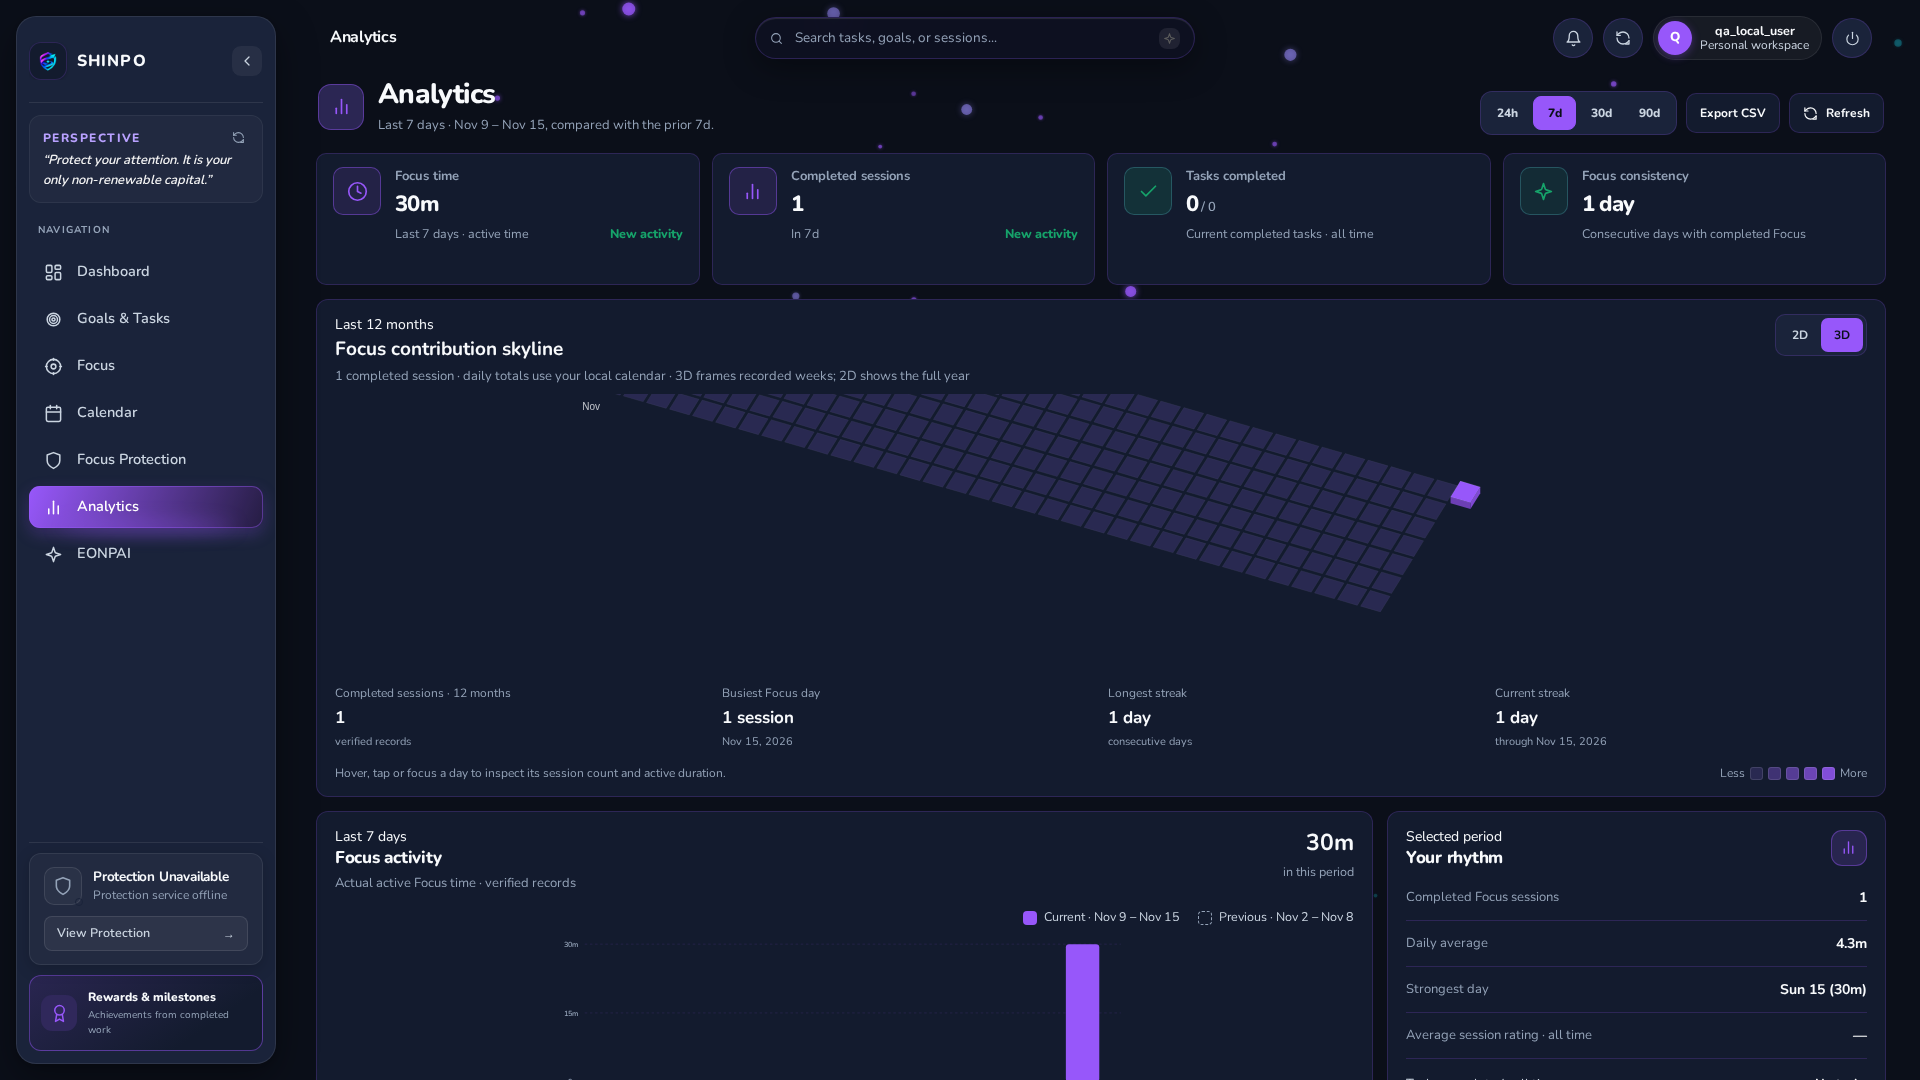 SHINPO
PERSPECTIVE
“Protect your attention. It is your
only non-renewable capital.”
NAVIGATION
Dashboard
Goals & Tasks
Focus
Calendar
Focus Protection
Analytics
EONPAI
Protection Unavailable
Protection service offline
View Protection →
Rewards & milestones
Achievements from completed
work
Analytics
Search tasks, goals, or sessions...
Q
qa_local_user
Personal workspace
Analytics
Last 7 days · Nov 9 – Nov 15, compared with the prior 7d.
24h 7d 30d 90d
Export CSV
Refresh
Focus time
30m
Last 7 days · active time New activity
Completed sessions
1
In 7d New activity
Tasks completed
0 / 0
Current completed tasks · all time
Focus consistency
1 day
Consecutive days with completed Focus
Last 12 months
Focus contribution skyline
1 completed session · daily totals use your local calendar · 3D frames recorded weeks; 2D shows the full year
2D 3D
Nov
Completed sessions · 12 months
1
verified records
Busiest Focus day
1 session
Nov 15, 2026
Longest streak
1 day
consecutive days
Current streak
1 day
through Nov 15, 2026
Hover, tap or focus a day to inspect its session count and active duration.
Less More
Last 7 days
Focus activity
Actual active Focus time · verified records
30m
in this period
Current · Nov 9 – Nov 15 Previous · Nov 2 – Nov 8
30m
15m
Selected period
Your rhythm
Completed Focus sessions 1
Daily average 4.3m
Strongest day Sun 15 (30m)
Average session rating · all time —